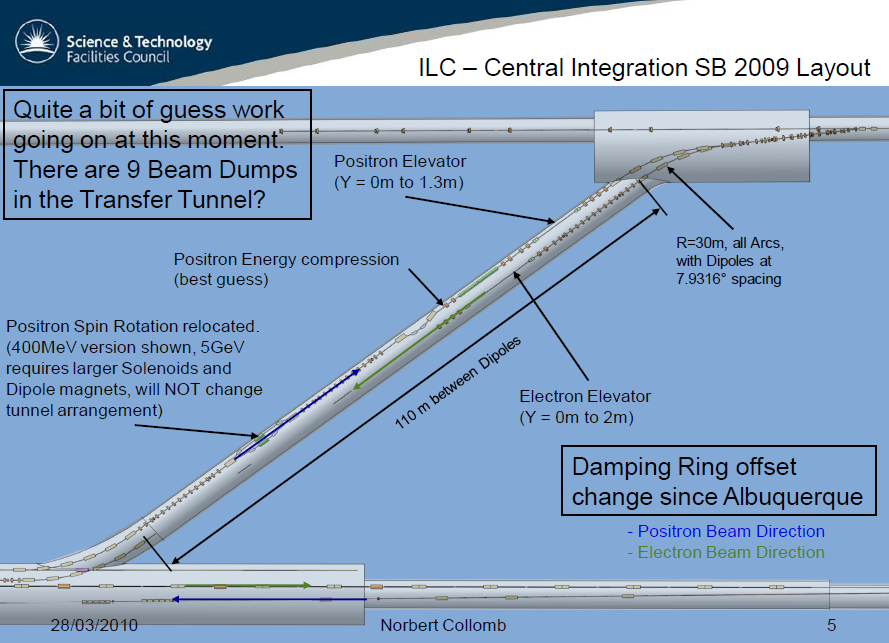 Science & Technology
Facilities Council
ILC – Central Integration SB 2009 Layout
Quite a bit of guess work
going on at this moment.
There are 9 Beam Dumps
in the Transfer Tunnel?
Positron Elevator
(Y = 0m to 1.3m)
R=30m, all Arcs,
with Dipoles at
7.9316° spacing
Positron Energy compression
(best guess)
Positron Spin Rotation relocated.
(400MeV version shown, 5GeV
requires larger Solenoids and
Dipole magnets, will NOT change
tunnel arrangement)
110 m between Dipoles
Electron Elevator
(Y = 0m to 2m)
Damping Ring offset
change since Albuquerque
- Positron Beam Direction
- Electron Beam Direction
28/03/2010
Norbert Collomb
5